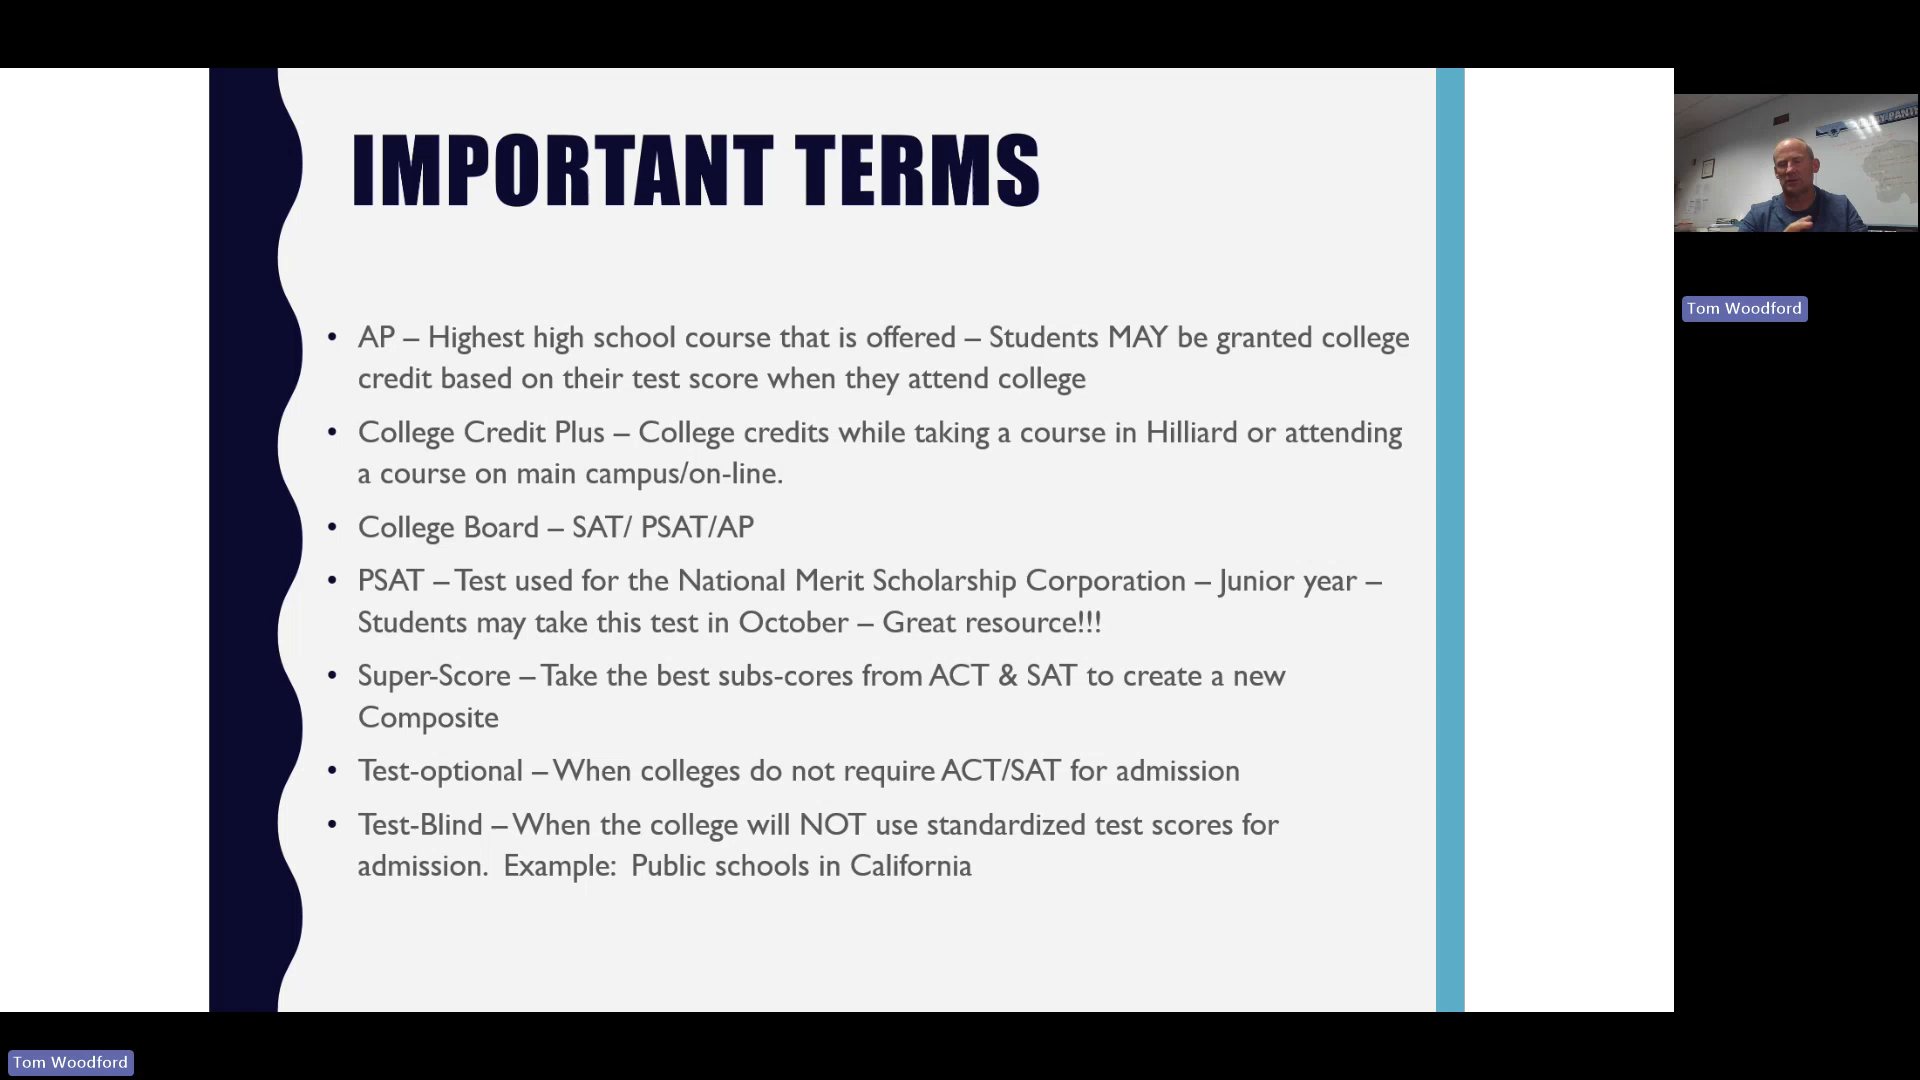 IMPORTANT TERMS
• AP – Highest high school course that is offered – Students MAY be granted college
credit based on their test score when they attend college
• College Credit Plus – College credits while taking a course in Hilliard or attending
a course on main campus/on-line.
• College Board – SAT/ PSAT/AP
• PSAT – Test used for the National Merit Scholarship Corporation – Junior year –
Students may take this test in October – Great resource!!!
• Super-Score – Take the best subs-cores from ACT & SAT to create a new
Composite
• Test-optional – When colleges do not require ACT/SAT for admission
• Test-Blind – When the college will NOT use standardized test scores for
admission.  Example:  Public schools in California
Tom Woodford
Tom Woodford